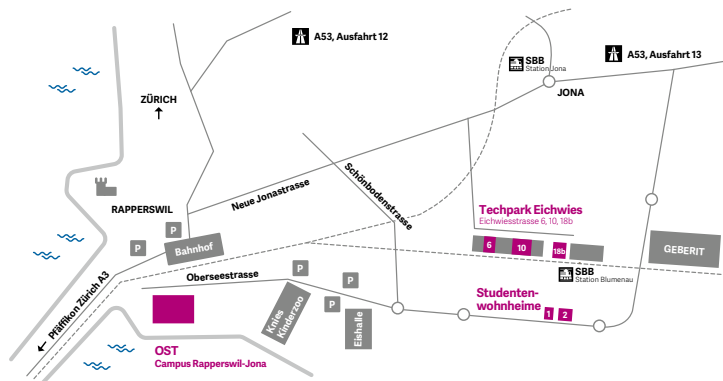 A53, Ausfahrt 12
A53, Ausfahrt 13
SBB
Station Jona
JONA
ZÜRICH
Neue Jonastrasse
Schönbodenstrasse
RAPPERSWIL
Techpark Eichwies
Eichwiesstrasse 6, 10, 18b
P
P
P
Bahnhof
6
10
18b
GEBERIT
SBB
Station Blumenau
Pfäffikon Zürich A3
Oberseestrasse
P
P
P
Knies
Kinderzoo
Eishalle
Studenten-
wohnheime
1
2
OST
Campus Rapperswil-Jona